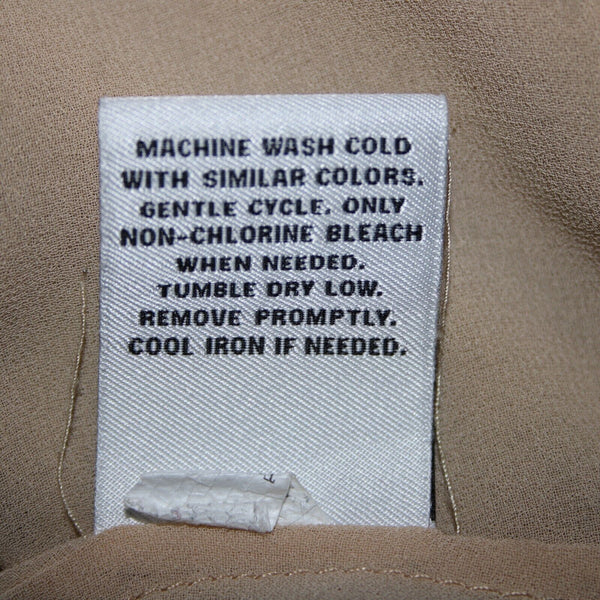 MACHINE WASH COLD
WITH SIMILAR COLORS.
GENTLE CYCLE. ONLY
NON-CHLORINE BLEACH
WHEN NEEDED.
TUMBLE DRY LOW.
REMOVE PROMPTLY.
COOL IRON IF NEEDED.